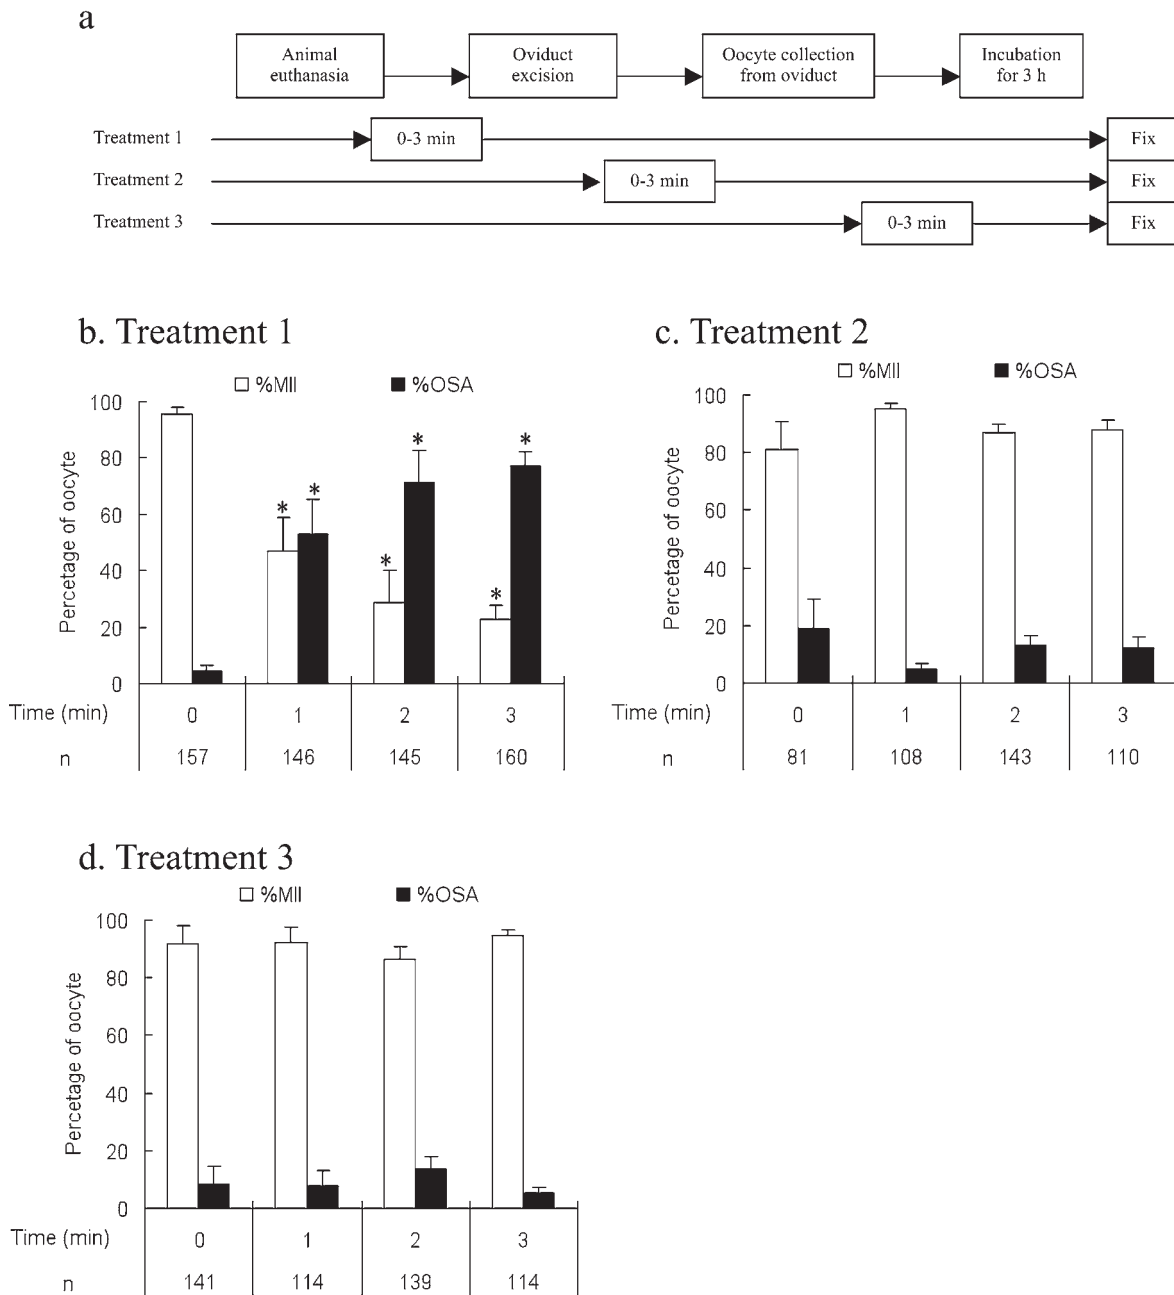 a
Animal euthanasia
Oviduct excision
Oocyte collection from oviduct
Incubation for 3 h
Treatment 1 0-3 min Fix
Treatment 2 0-3 min Fix
Treatment 3 0-3 min Fix
b. Treatment 1
%MII %OSA
Percetage of oocyte
100
80
60
40
20
0
* * * * * *
Time (min) 0 1 2 3
n 157 146 145 160
c. Treatment 2
%MII %OSA
Percetage of oocyte
100
80
60
40
20
0
Time (min) 0 1 2 3
n 81 108 143 110
d. Treatment 3
%MII %OSA
Percetage of oocyte
100
80
60
40
20
0
Time (min) 0 1 2 3
n 141 114 139 114